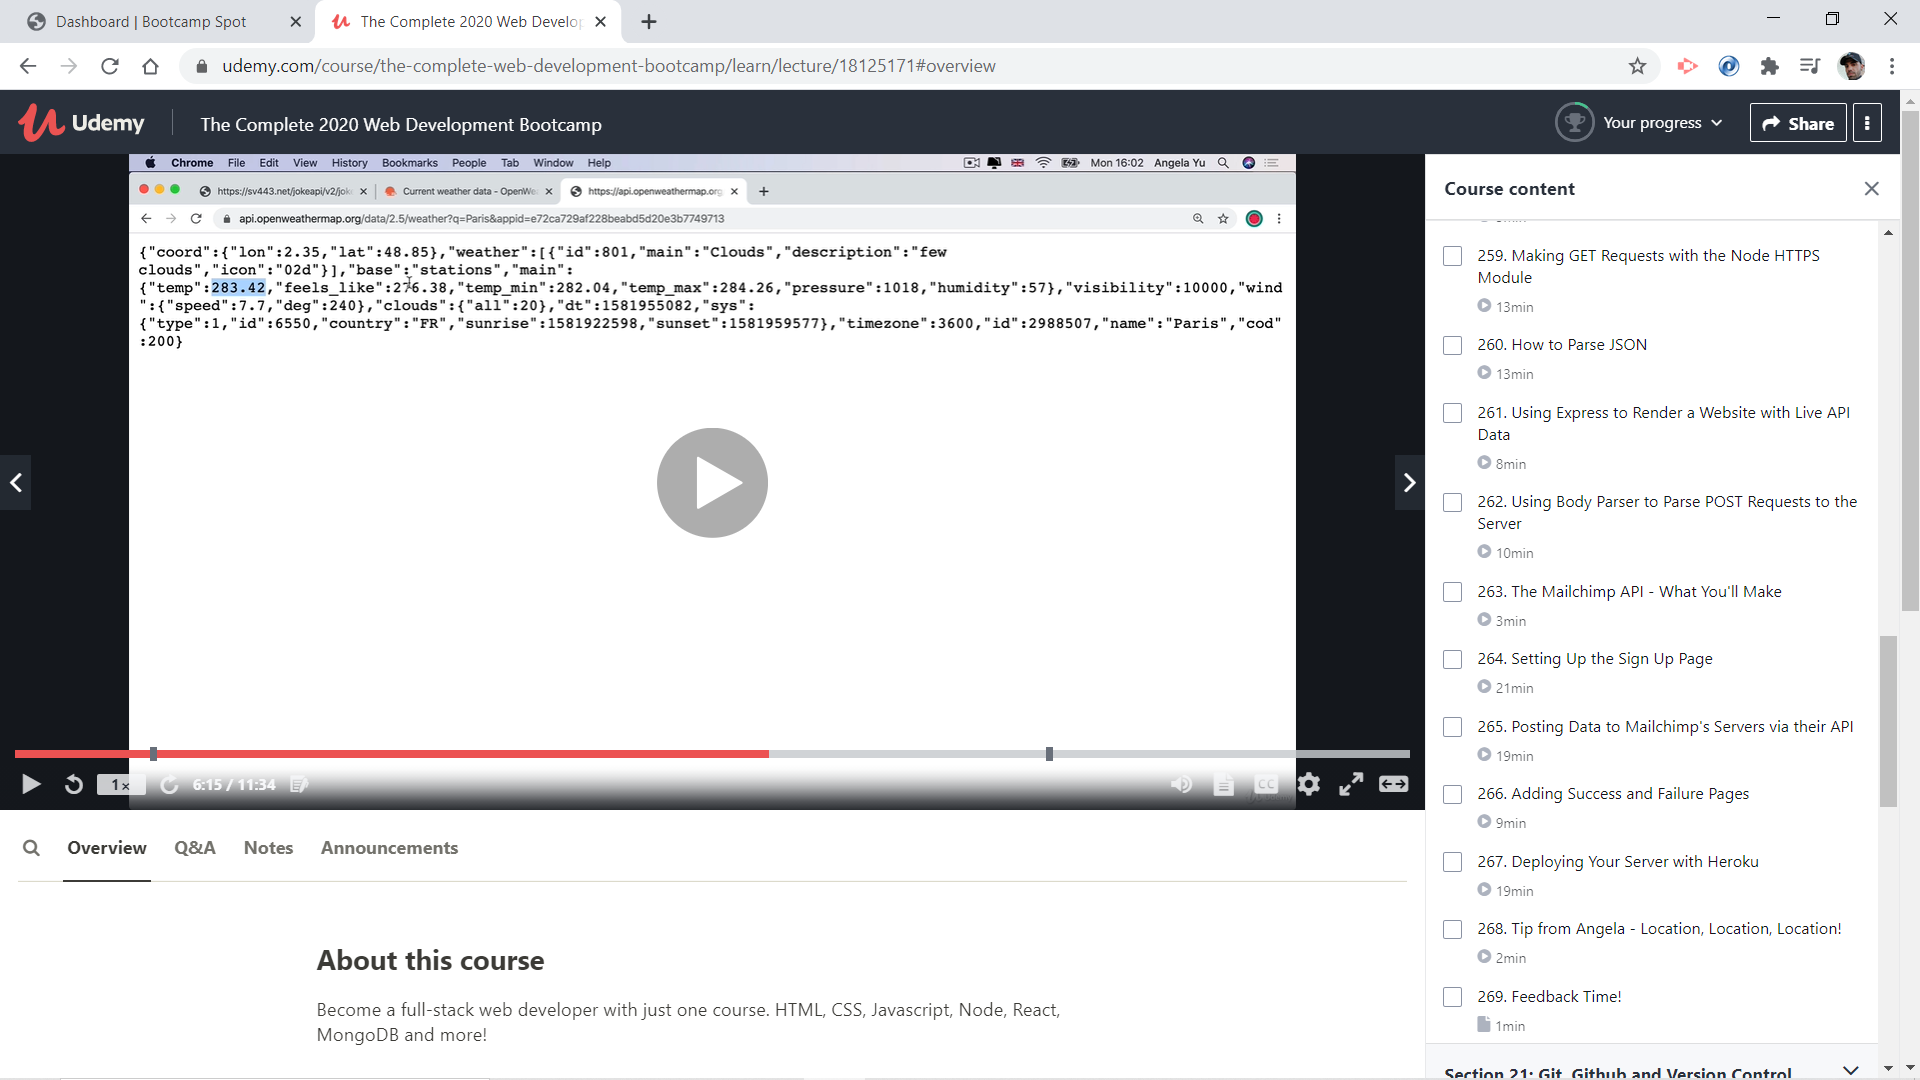 Dashboard | Bootcamp Spot
The Complete 2020 Web Develop
udemy.com/course/the-complete-web-development-bootcamp/learn/lecture/18125171#overview
Udemy
The Complete 2020 Web Development Bootcamp
Your progress
Share
Chrome File Edit View History Bookmarks People Tab Window Help
Mon 16:02 Angela Yu
https://sv443.net/jokeapi/v2/jok
Current weather data - OpenWe
https://api.openweathermap.org
api.openweathermap.org/data/2.5/weather?q=Paris&appid=e72ca729af228beabd5d20e3b7749713
{"coord":{"lon":2.35,"lat":48.85},"weather":[{"id":801,"main":"Clouds","description":"few
clouds","icon":"02d"}],"base":"stations","main":
{"temp":283.42,"feels_like":276.38,"temp_min":282.04,"temp_max":284.26,"pressure":1018,"humidity":57},"visibility":10000,"wind
":{"speed":7.7,"deg":240},"clouds":{"all":20},"dt":1581955082,"sys":
{"type":1,"id":6550,"country":"FR","sunrise":1581922598,"sunset":1581959577},"timezone":3600,"id":2988507,"name":"Paris","cod"
:200}
1x
6:15 / 11:34
CC
Overview
Q&A
Notes
Announcements
About this course
Become a full-stack web developer with just one course. HTML, CSS, Javascript, Node, React,
MongoDB and more!
Course content
259. Making GET Requests with the Node HTTPS
Module
13min
260. How to Parse JSON
13min
261. Using Express to Render a Website with Live API
Data
8min
262. Using Body Parser to Parse POST Requests to the
Server
10min
263. The Mailchimp API - What You'll Make
3min
264. Setting Up the Sign Up Page
21min
265. Posting Data to Mailchimp's Servers via their API
19min
266. Adding Success and Failure Pages
9min
267. Deploying Your Server with Heroku
19min
268. Tip from Angela - Location, Location, Location!
2min
269. Feedback Time!
1min
Section 21: Git, Github and Version Control